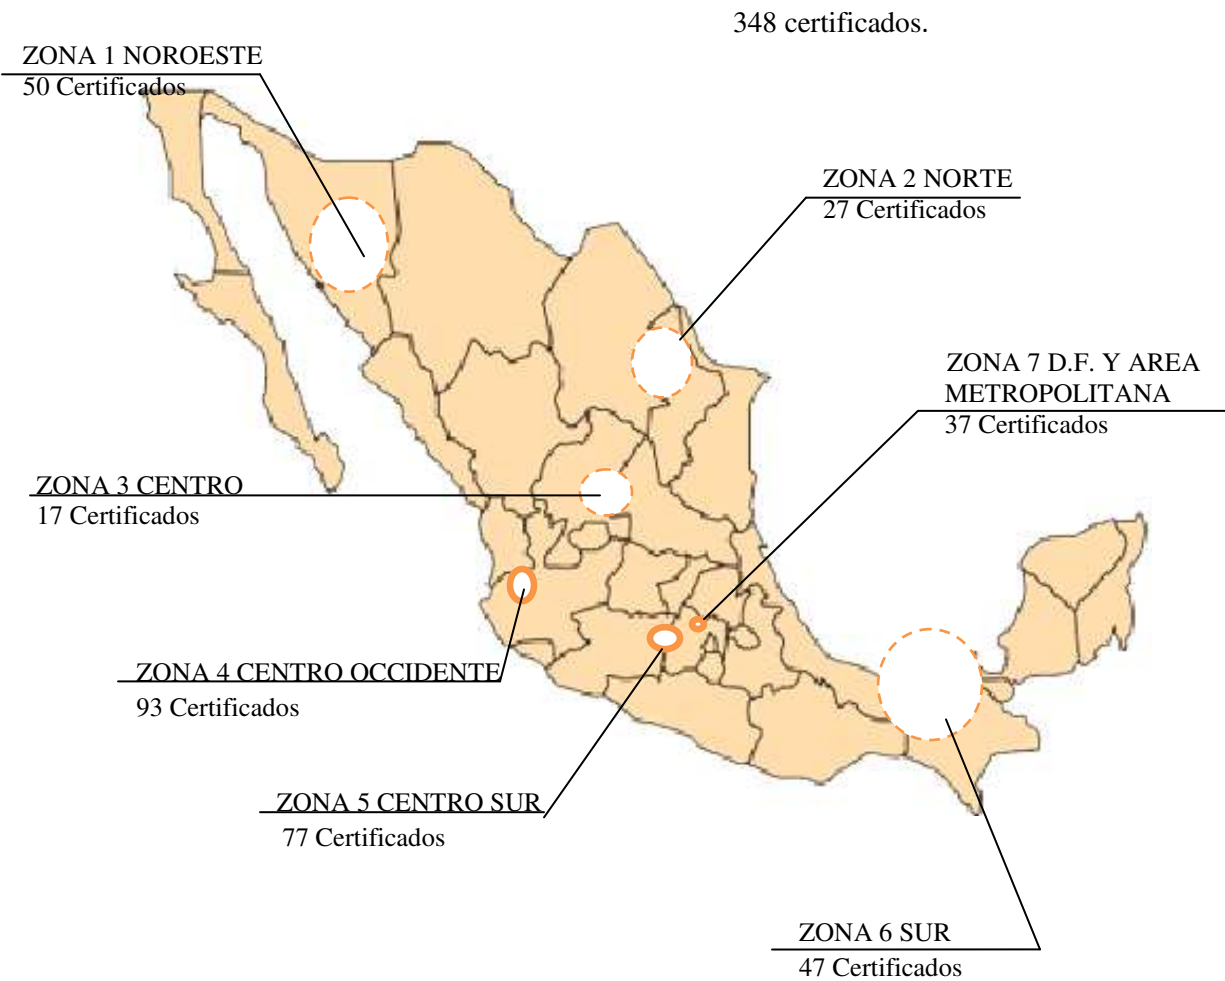 348 certificados.
ZONA 1 NOROESTE
50 Certificados
ZONA 2 NORTE
27 Certificados
ZONA 7 D.F. Y AREA
METROPOLITANA
37 Certificados
ZONA 3 CENTRO
17 Certificados
ZONA 4 CENTRO OCCIDENTE
93 Certificados
ZONA 5 CENTRO SUR
77 Certificados
ZONA 6 SUR
47 Certificados